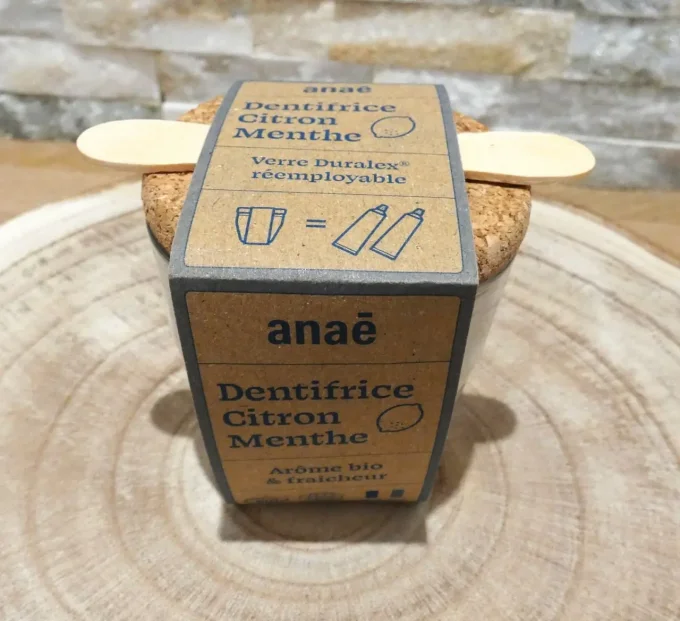 anaē
Dentifrice
Citron
Menthe
Verre Duralex®
réemployable
=
anaē
Dentifrice
Citron
Menthe
Arôme bio
& fraîcheur